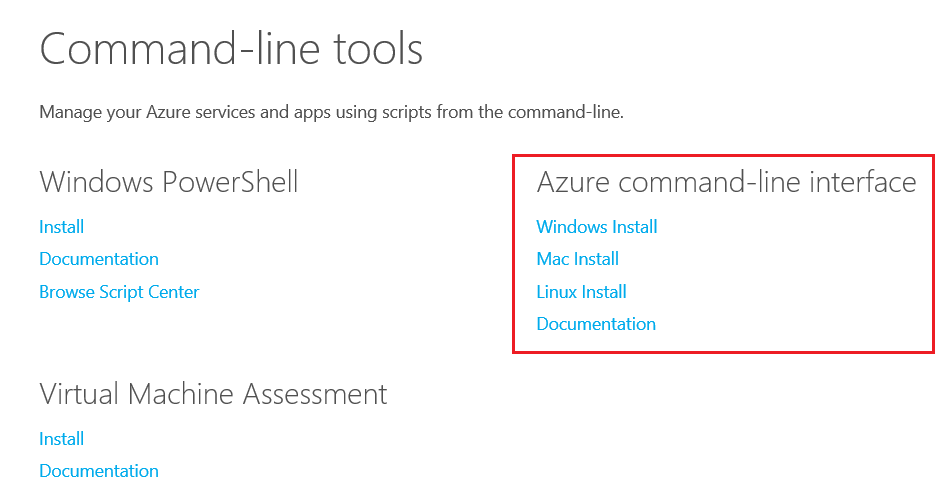 Command-line tools
Manage your Azure services and apps using scripts from the command-line.
Windows PowerShell
Install
Documentation
Browse Script Center
Azure command-line interface
Windows Install
Mac Install
Linux Install
Documentation
Virtual Machine Assessment
Install
Documentation